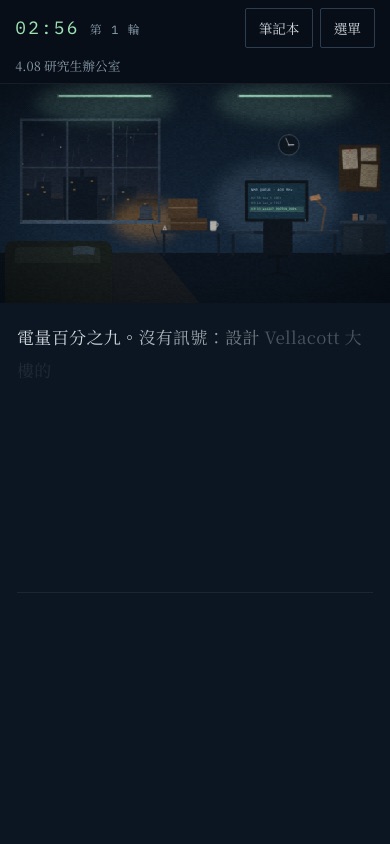 02:56 第 1 輪
筆記本
選單
4.08 研究生辦公室
電量百分之九。沒有訊號：設計 Vellacott 大
樓的